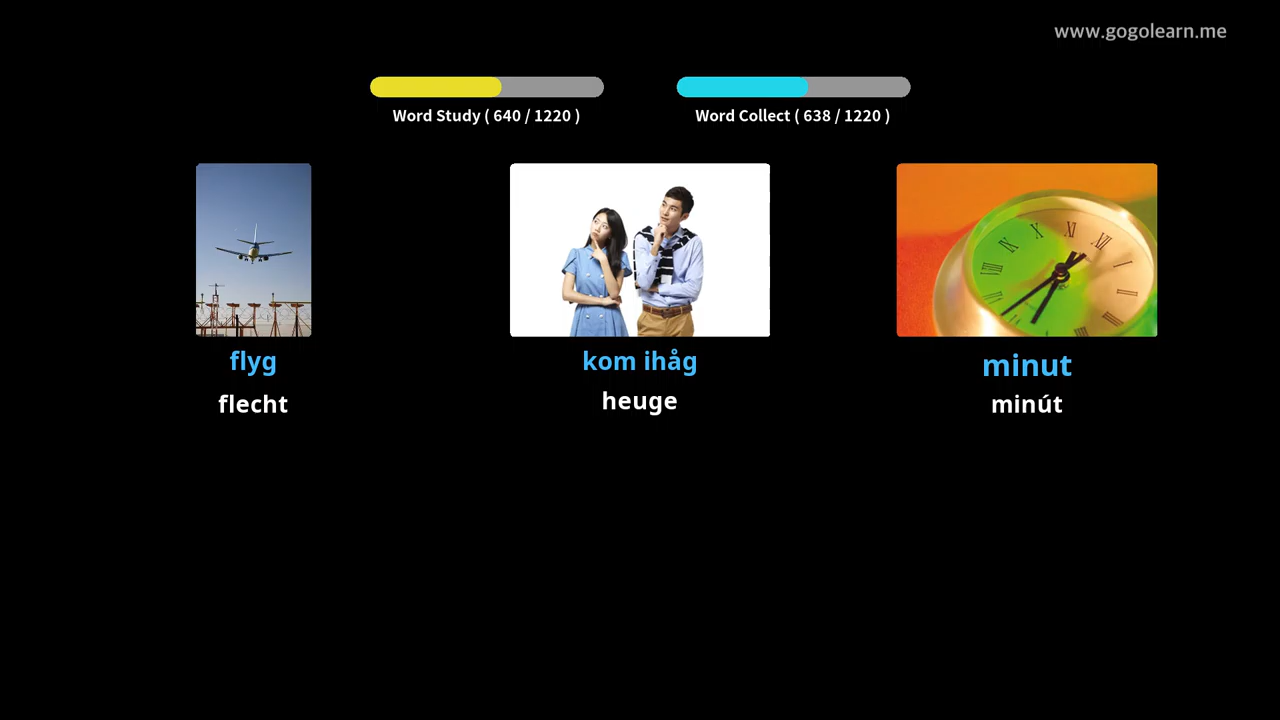 www.gogolearn.me
Word Study ( 640 / 1220 )
Word Collect ( 638 / 1220 )
flyg
flecht
kom ihåg
heuge
minut
minút